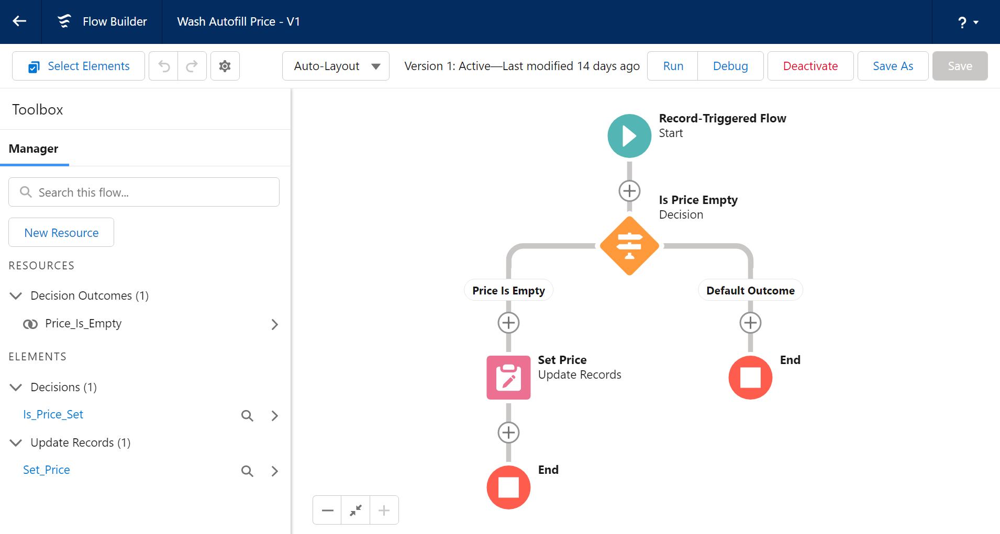 Flow Builder
Wash Autofill Price - V1
?
Select Elements
Auto-Layout
Version 1: Active—Last modified 14 days ago
Run
Debug
Deactivate
Save As
Save
Toolbox
Manager
Search this flow...
New Resource
RESOURCES
Decision Outcomes (1)
Price_Is_Empty
ELEMENTS
Decisions (1)
Is_Price_Set
Update Records (1)
Set_Price
Record-Triggered Flow
Start
Is Price Empty
Decision
Price Is Empty
Default Outcome
Set Price
Update Records
End
End